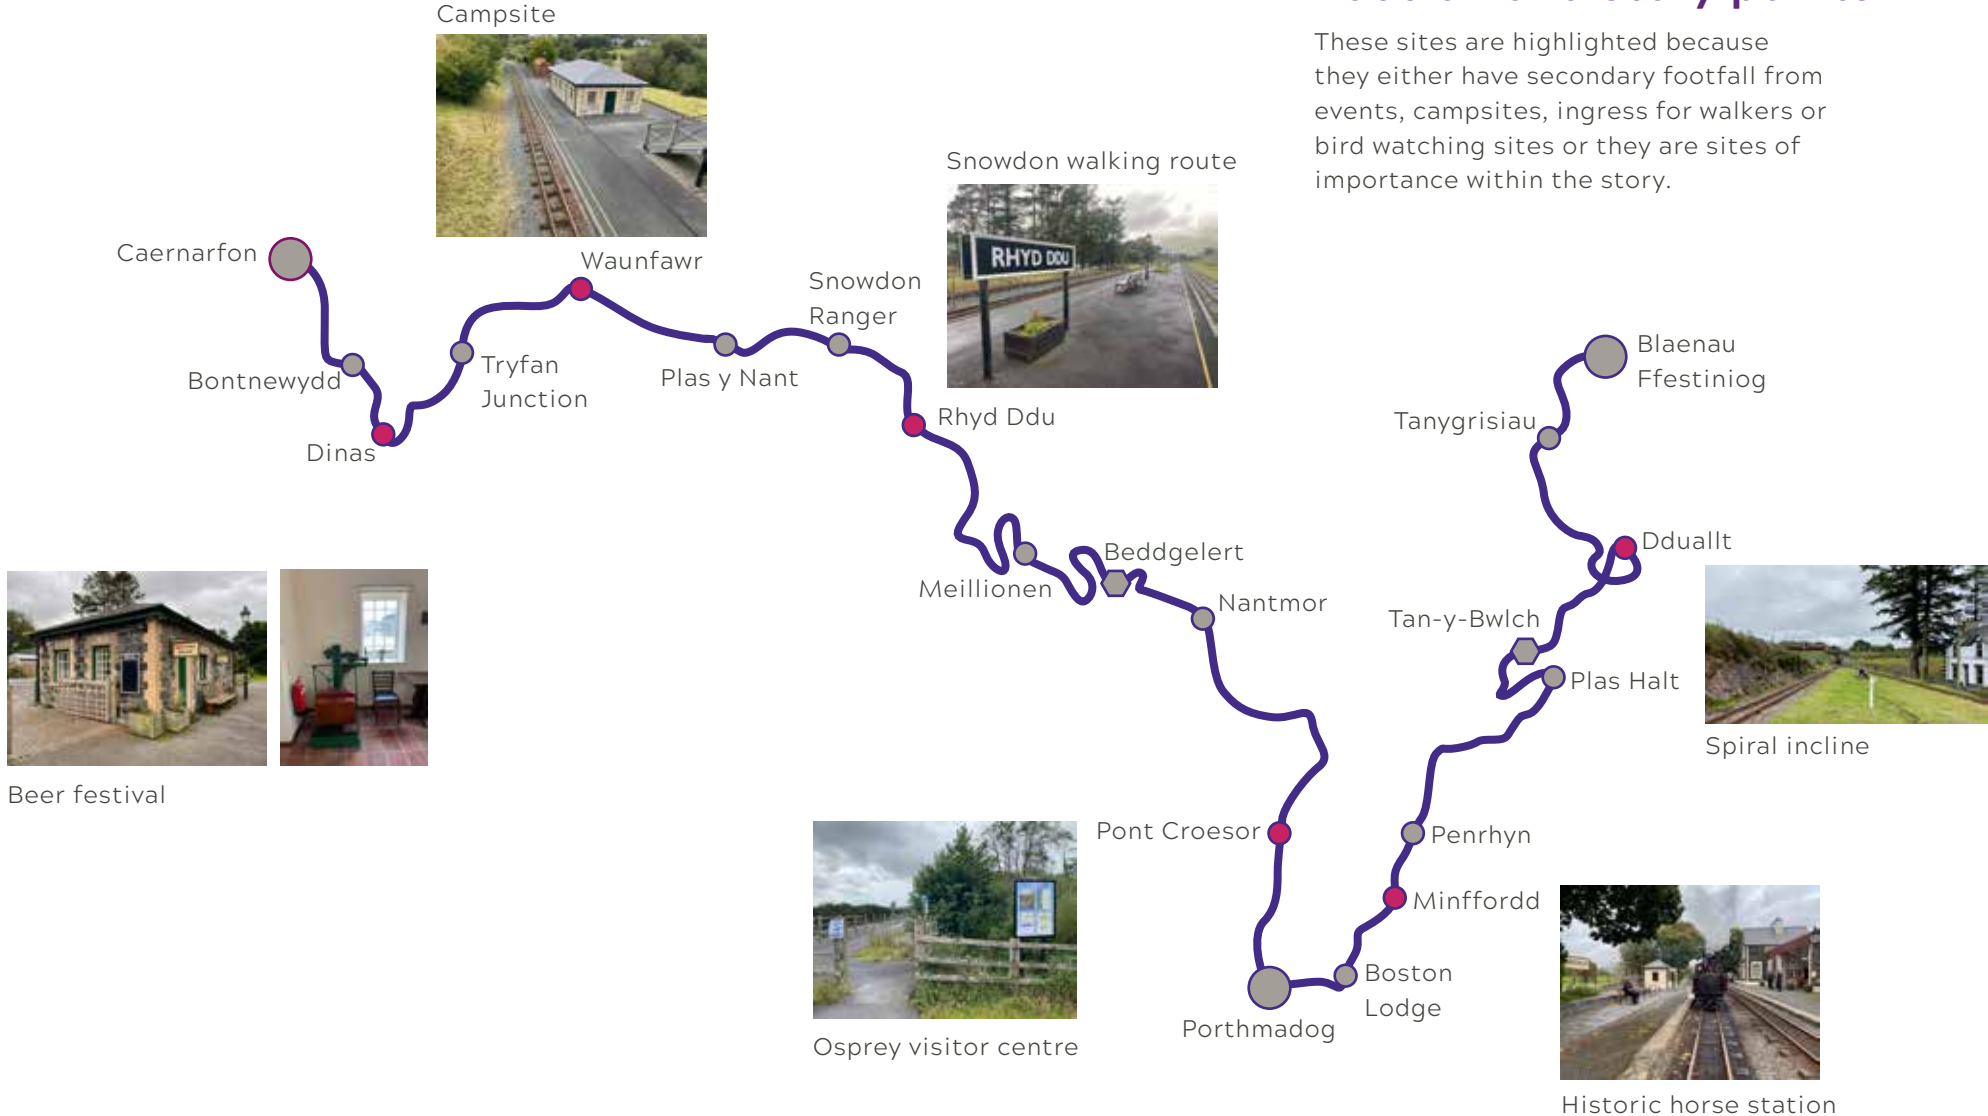 These sites are highlighted because
they either have secondary footfall from
events, campsites, ingress for walkers or
bird watching sites or they are sites of
importance within the story.
Campsite
Snowdon walking route
RHYD DDU
Caernarfon
Waunfawr
Snowdon
Ranger
Bontnewydd
Tryfan
Junction
Plas y Nant
Dinas
Rhyd Ddu
Blaenau
Ffestiniog
Tanygrisiau
Dduallt
Meillionen
Beddgelert
Nantmor
Tan-y-Bwlch
Plas Halt
Spiral incline
Beer festival
Pont Croesor
Penrhyn
Minffordd
Boston
Lodge
Porthmadog
Osprey visitor centre
Historic horse station